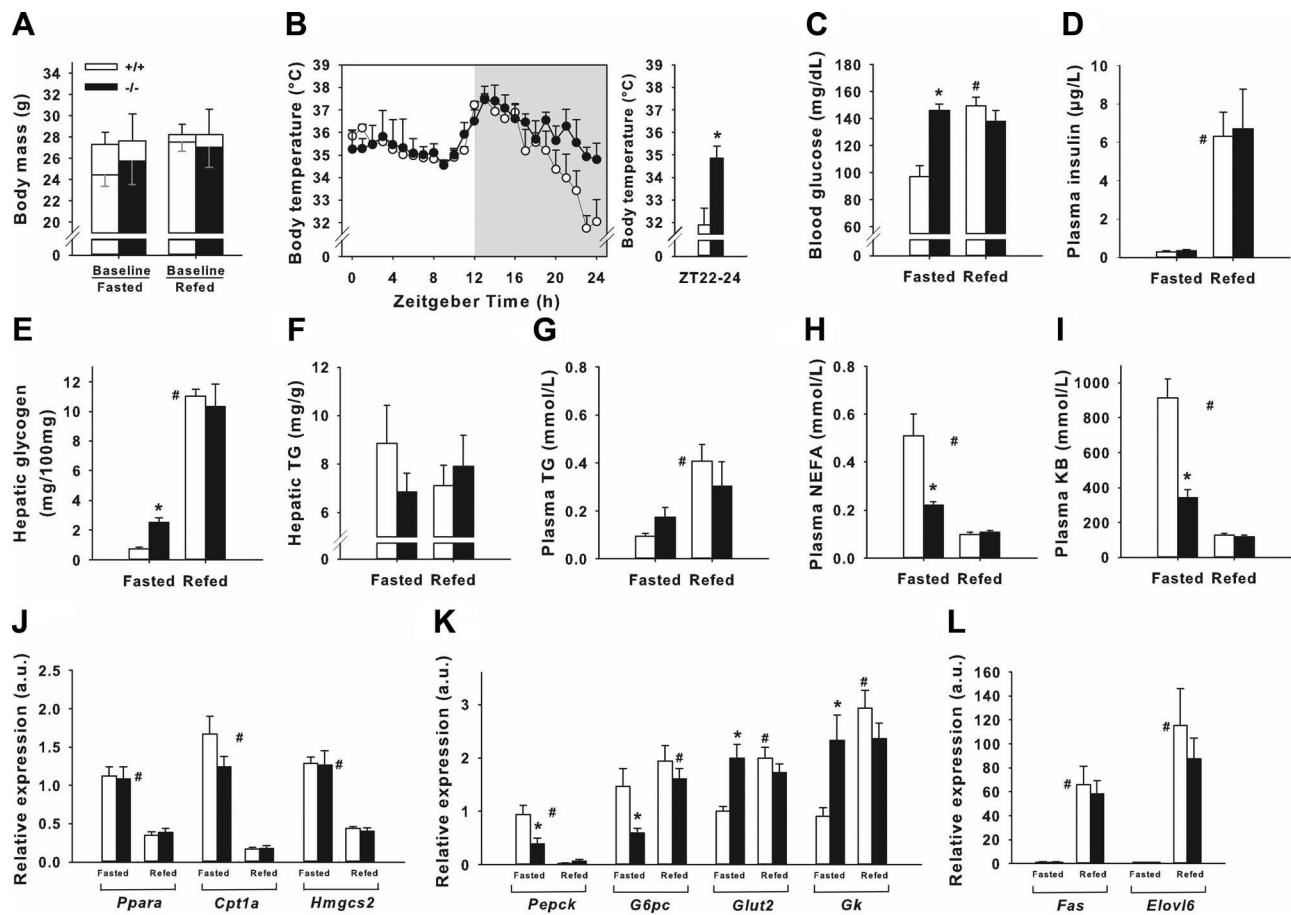 A
Body mass (g)
40
38
36
34
32
30
28
26
24
22
20
0
+/+
-/-
Baseline Baseline
Fasted Refed
B
Body temperature (°C)
39
38
37
36
35
34
33
32
0
0 4 8 12 16 20 24
Zeitgeber Time (h)
Body temperature (°C)
39
38
37
36
35
34
33
32
0
*
ZT22-24
C
Blood glucose (mg/dL)
180
160
140
120
100
60
0
* #
Fasted Refed
D
Plasma insulin (µg/L)
10
8
6
4
2
0
#
Fasted Refed
E
Hepatic glycogen
(mg/100mg)
12
10
8
6
4
2
0
* #
Fasted Refed
F
Hepatic TG (mg/g)
12
10
8
6
0
Fasted Refed
G
Plasma TG (mmol/L)
0.8
0.6
0.4
0.2
0.0
#
Fasted Refed
H
Plasma NEFA (mmol/L)
0.8
0.6
0.4
0.2
0.0
* #
Fasted Refed
I
Plasma KB (mmol/L)
1000
800
600
400
200
0
* #
Fasted Refed
J
Relative expression (a.u.)
2.5
2.0
1.5
1.0
0.5
0.0
# # #
Fasted Refed Fasted Refed Fasted Refed
Ppara Cpt1a Hmgcs2
K
Relative expression (a.u.)
3
2
1
0
* # * # * # * #
Fasted Refed Fasted Refed Fasted Refed Fasted Refed
Pepck G6pc Glut2 Gk
L
Relative expression (a.u.)
160
140
120
100
80
60
40
20
0
# #
Fasted Refed Fasted Refed
Fas Elovl6